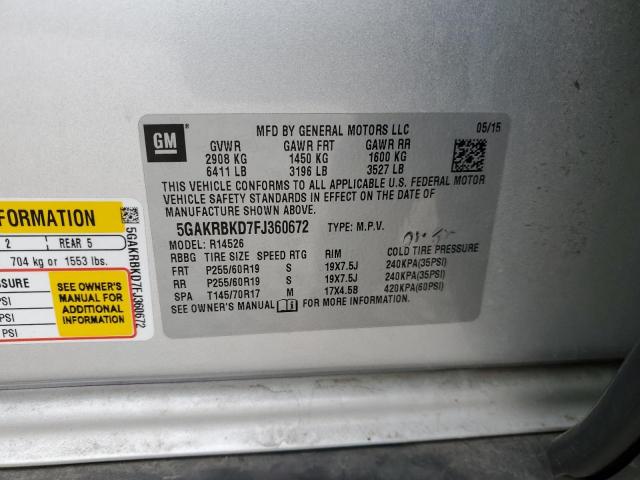 GM ®
MFD BY GENERAL MOTORS LLC 05/15
GVWR GAWR FRT GAWR RR
2908 KG 1450 KG 1600 KG
6411 LB 3196 LB 3527 LB
THIS VEHICLE CONFORMS TO ALL APPLICABLE U.S. FEDERAL MOTOR
VEHICLE SAFETY STANDARDS IN EFFECT ON THE DATE OF
MANUFACTURE SHOWN ABOVE.
5GAKRBKD7FJ360672 TYPE: M.P.V.
MODEL: R14526
RBBG TIRE SIZE SPEED RTG RIM COLD TIRE PRESSURE
FRT P255/60R19 S 19X7.5J 240KPA(35PSI)
RR P255/60R19 S 19X7.5J 240KPA(35PSI)
SPA T145/70R17 M 17X4.5B 420KPA(60PSI)
SEE OWNER'S MANUAL FOR MORE INFORMATION.
FORMATION
2 REAR 5
704 kg or 1553 lbs.
SSURE
PSI
PSI
PSI
SEE OWNER'S
MANUAL FOR
ADDITIONAL
INFORMATION
5GAKRBKD7FJ360672